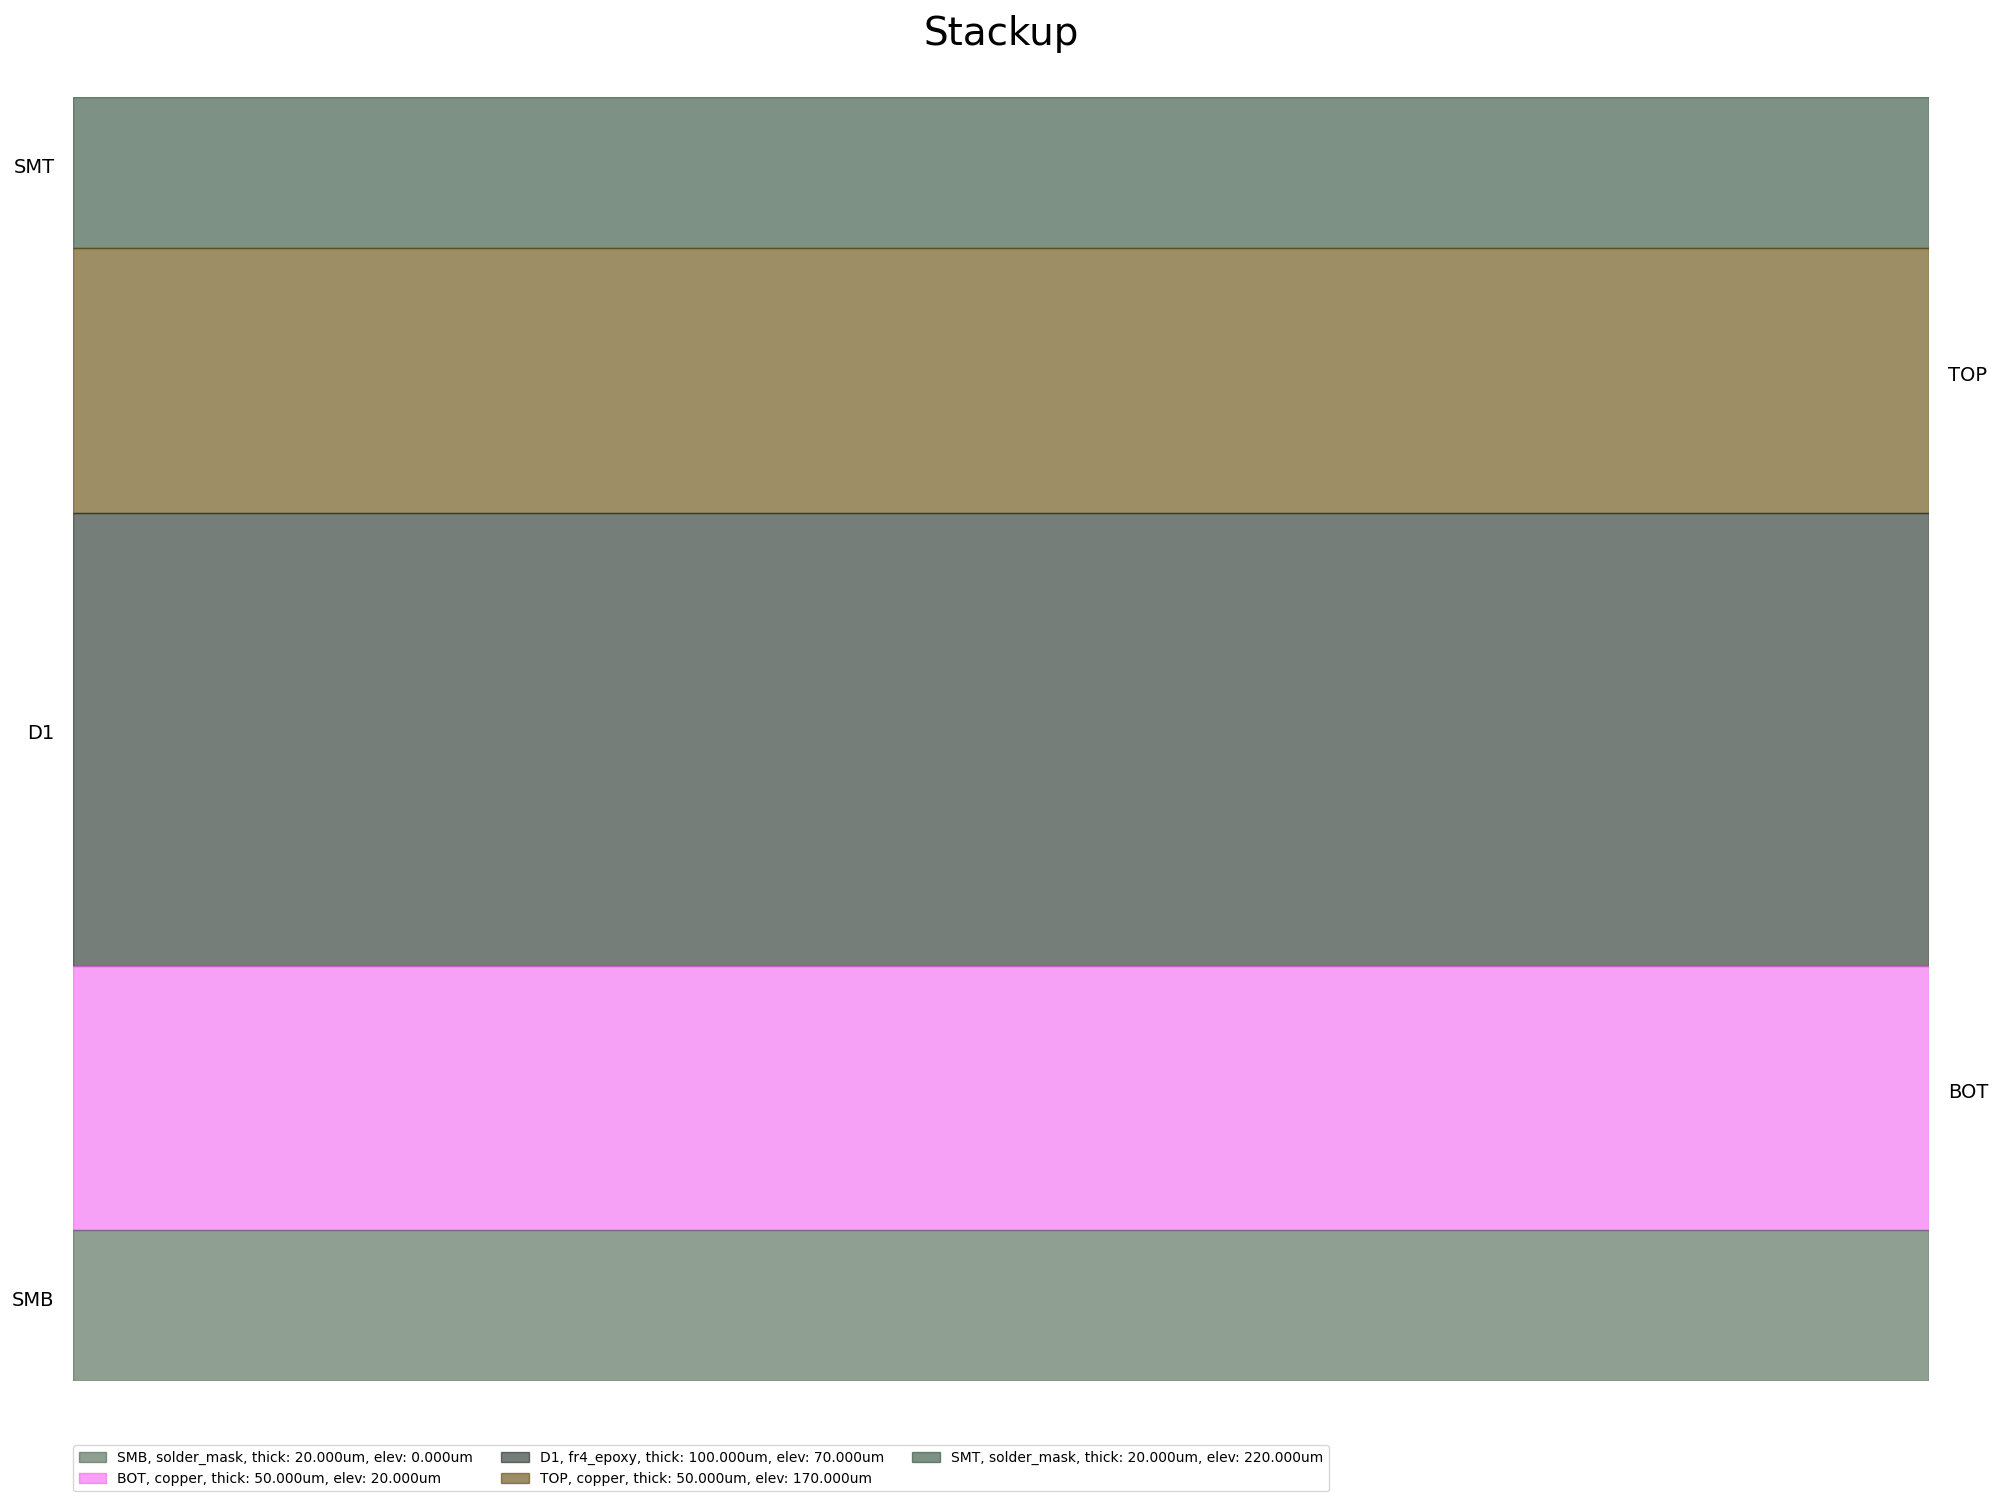 Stackup
SMT
TOP
D1
BOT
SMB
SMB, solder_mask, thick: 20.000um, elev: 0.000um
BOT, copper, thick: 50.000um, elev: 20.000um
D1, fr4_epoxy, thick: 100.000um, elev: 70.000um
TOP, copper, thick: 50.000um, elev: 170.000um
SMT, solder_mask, thick: 20.000um, elev: 220.000um